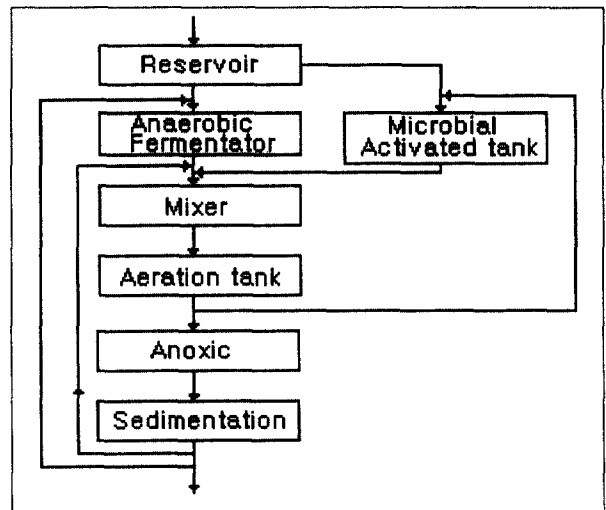 Reservoir
Anaerobic
Fermentator
Microbial
Activated tank
Mixer
Aeration tank
Anoxic
Sedimentation